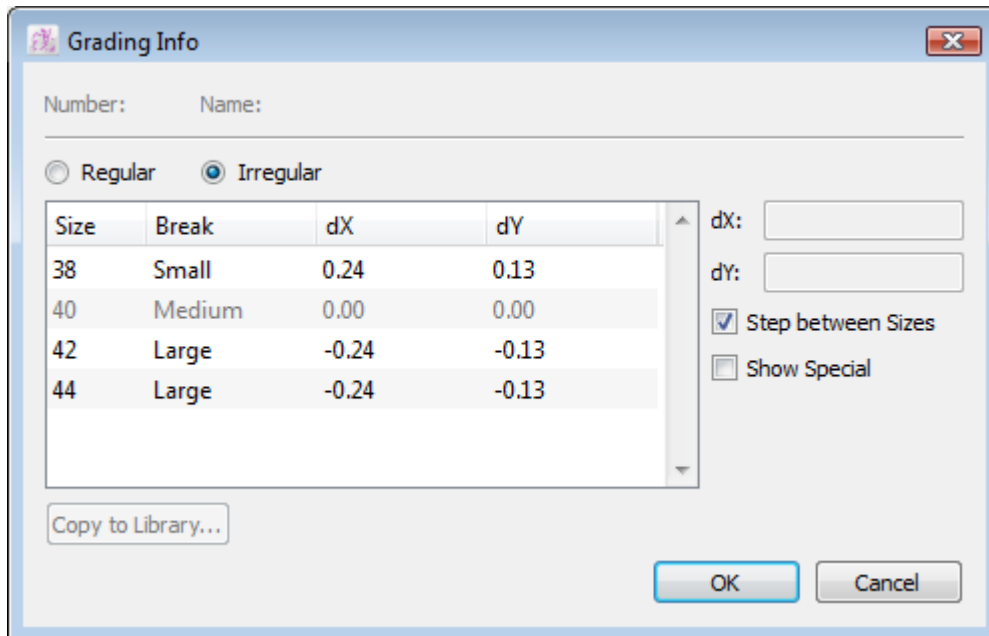 Grading Info
Number: Name:
Regular Irregular
Size Break dX dY
38 Small 0.24 0.13
40 Medium 0.00 0.00
42 Large -0.24 -0.13
44 Large -0.24 -0.13
dX:
dY:
Step between Sizes
Show Special
Copy to Library...
OK Cancel